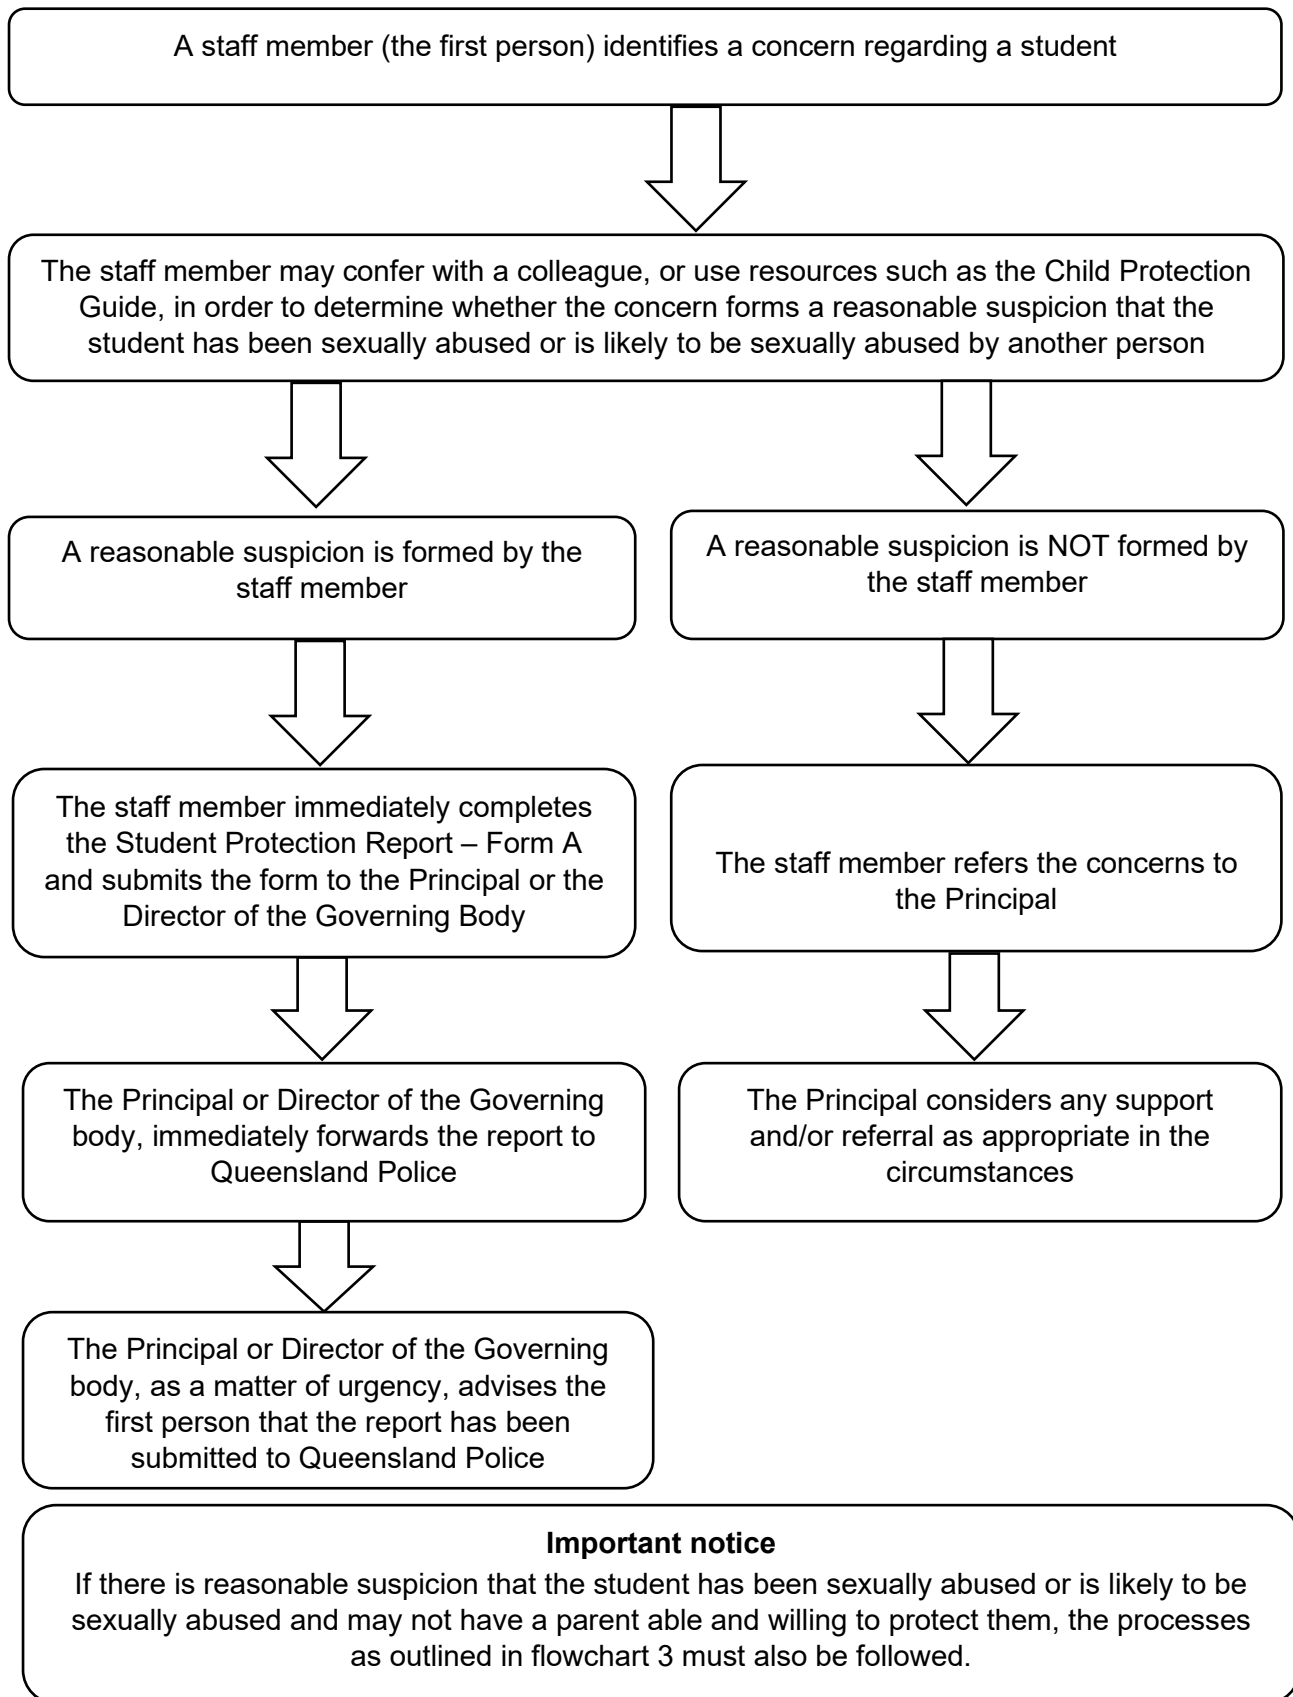 A staff member (the first person) identifies a concern regarding a student
The staff member may confer with a colleague, or use resources such as the Child Protection
Guide, in order to determine whether the concern forms a reasonable suspicion that the
student has been sexually abused or is likely to be sexually abused by another person
A reasonable suspicion is formed by the
staff member
A reasonable suspicion is NOT formed by
the staff member
The staff member immediately completes
the Student Protection Report – Form A
and submits the form to the Principal or the
Director of the Governing Body
The staff member refers the concerns to
the Principal
The Principal or Director of the Governing
body, immediately forwards the report to
Queensland Police
The Principal considers any support
and/or referral as appropriate in the
circumstances
The Principal or Director of the Governing
body, as a matter of urgency, advises the
first person that the report has been
submitted to Queensland Police
Important notice
If there is reasonable suspicion that the student has been sexually abused or is likely to be
sexually abused and may not have a parent able and willing to protect them, the processes
as outlined in flowchart 3 must also be followed.